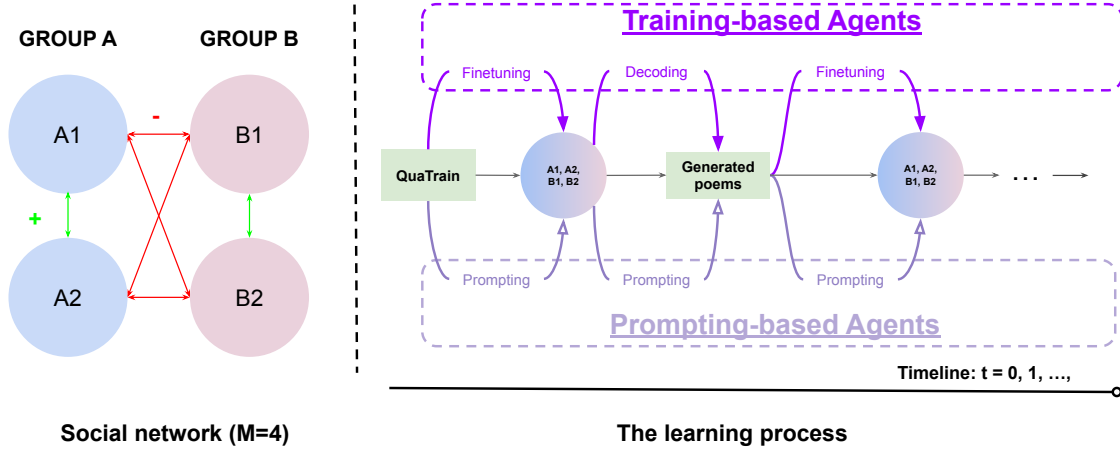 GROUP A
GROUP B
A1
B1
A2
B2
-
+
Social network (M=4)
Training-based Agents
Finetuning
Decoding
Finetuning
QuaTrain
A1, A2,
B1, B2
Generated
poems
A1, A2,
B1, B2
...
Prompting
Prompting
Prompting
Prompting-based Agents
Timeline: t = 0, 1, ...,
The learning process